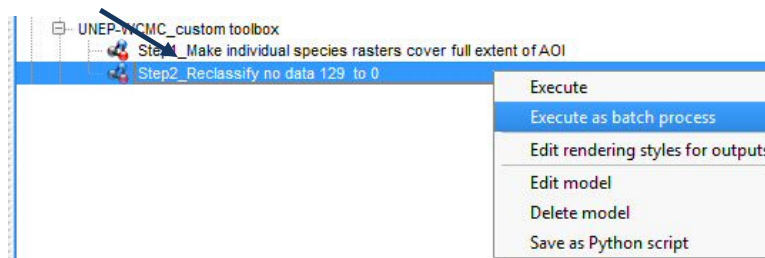 UNEP-WCMC_custom toolbox
Step1_Make individual species rasters cover full extent of AOI
Step2_Reclassify no data 129 to 0
Execute
Execute as batch process
Edit rendering styles for outputs
Edit model
Delete model
Save as Python script